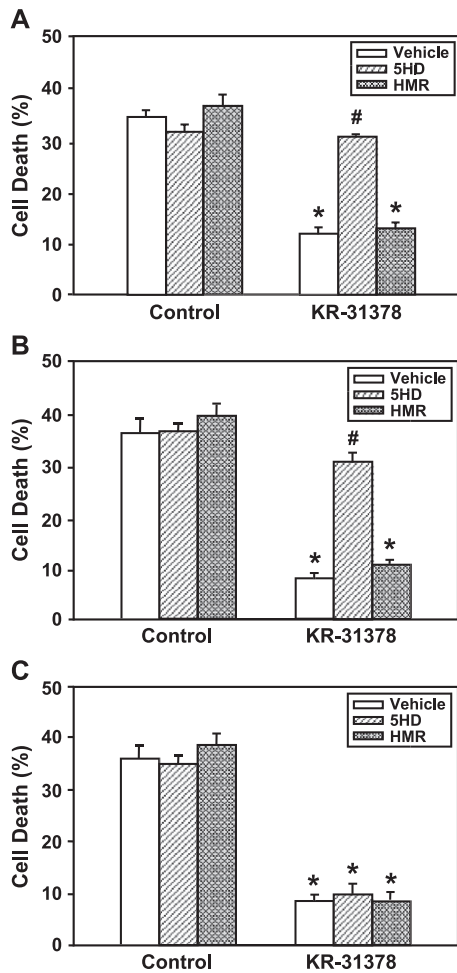 A
50
40
30
20
10
0
Cell Death (%)
Vehicle
5HD
HMR
*
#
*
Control KR-31378
B
50
40
30
20
10
0
Cell Death (%)
Vehicle
5HD
HMR
*
#
*
Control KR-31378
C
50
40
30
20
10
0
Cell Death (%)
Vehicle
5HD
HMR
* * *
Control KR-31378